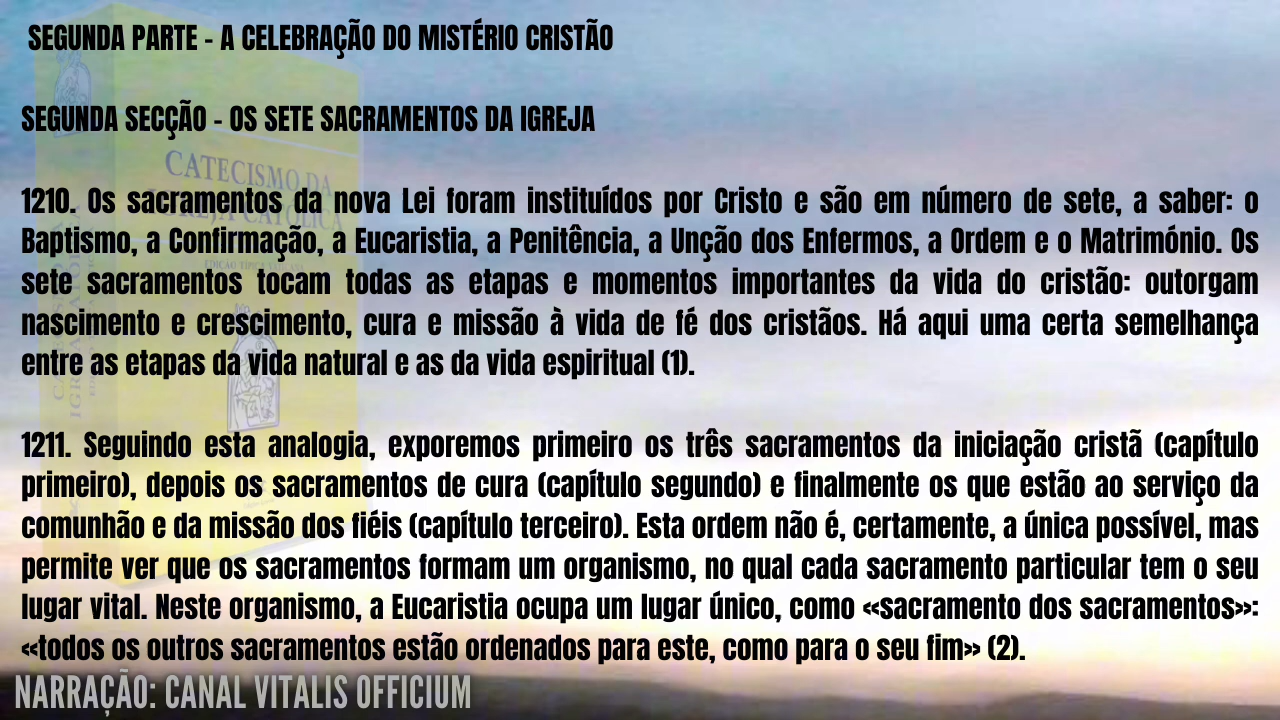 SEGUNDA PARTE - A CELEBRAÇÃO DO MISTÉRIO CRISTÃO
SEGUNDA SECÇÃO - OS SETE SACRAMENTOS DA IGREJA
CATECISMO DA
IGREJA CATÓLICA
1210. Os sacramentos da nova Lei foram instituídos por Cristo e são em número de sete, a saber: o
Baptismo, a Confirmação, a Eucaristia, a Penitência, a Unção dos Enfermos, a Ordem e o Matrimónio. Os
sete sacramentos tocam todas as etapas e momentos importantes da vida do cristão: outorgam
nascimento e crescimento, cura e missão à vida de fé dos cristãos. Há aqui uma certa semelhança
entre as etapas da vida natural e as da vida espiritual (1).
1211. Seguindo esta analogia, exporemos primeiro os três sacramentos da iniciação cristã (capítulo
primeiro), depois os sacramentos de cura (capítulo segundo) e finalmente os que estão ao serviço da
comunhão e da missão dos fiéis (capítulo terceiro). Esta ordem não é, certamente, a única possível, mas
permite ver que os sacramentos formam um organismo, no qual cada sacramento particular tem o seu
lugar vital. Neste organismo, a Eucaristia ocupa um lugar único, como «sacramento dos sacramentos»:
«todos os outros sacramentos estão ordenados para este, como para o seu fim» (2).
NARRAÇÃO: CANAL VITALIS OFFICIUM